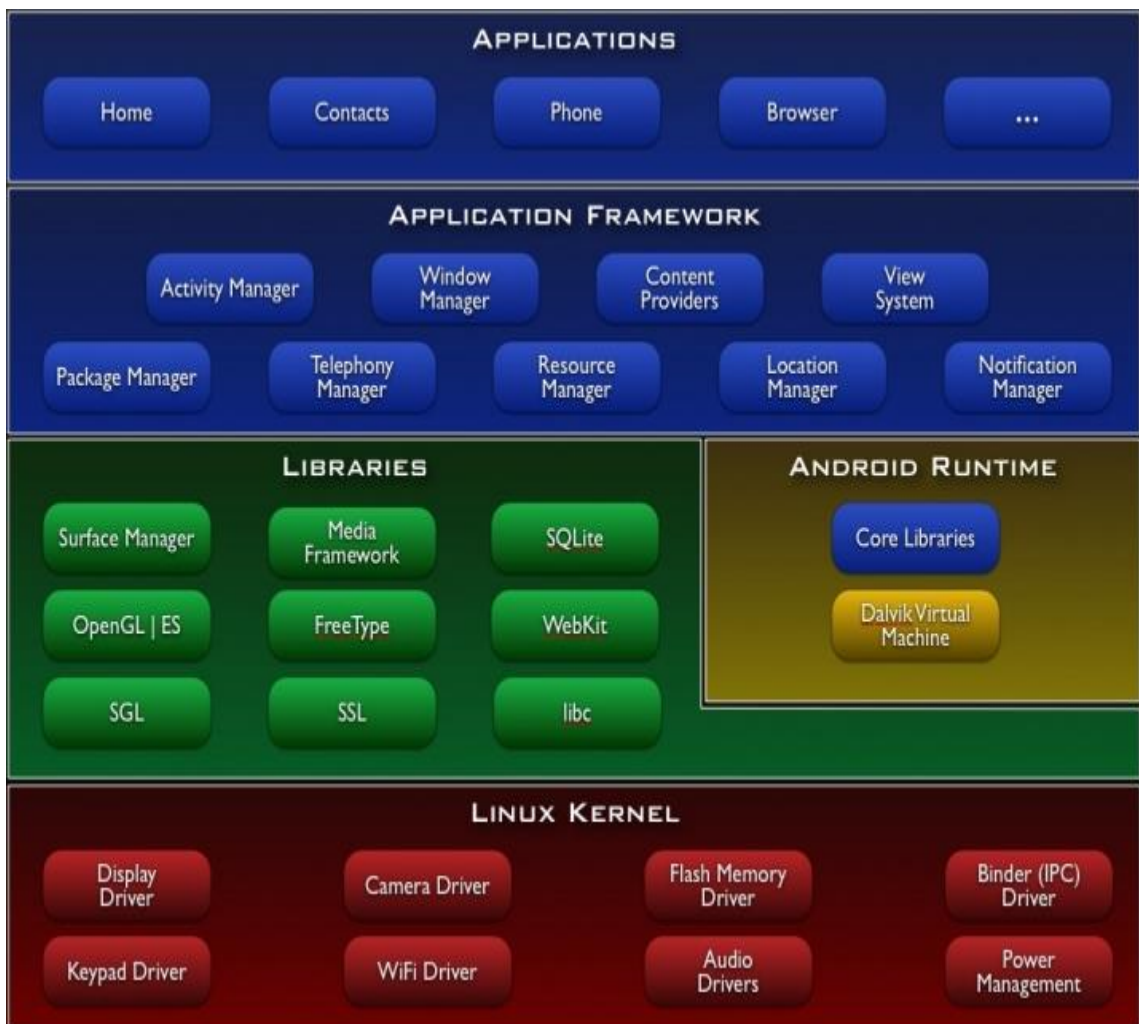 APPLICATIONS
Home
Contacts
Phone
Browser
...
APPLICATION FRAMEWORK
Activity Manager
Window
Manager
Content
Providers
View
System
Package Manager
Telephony
Manager
Resource
Manager
Location
Manager
Notification
Manager
LIBRARIES
Surface Manager
Media
Framework
SQLite
OpenGL | ES
FreeType
WebKit
SGL
SSL
libc
ANDROID RUNTIME
Core Libraries
Dalvik Virtual
Machine
LINUX KERNEL
Display
Driver
Camera Driver
Flash Memory
Driver
Binder (IPC)
Driver
Keypad Driver
WiFi Driver
Audio
Drivers
Power
Management